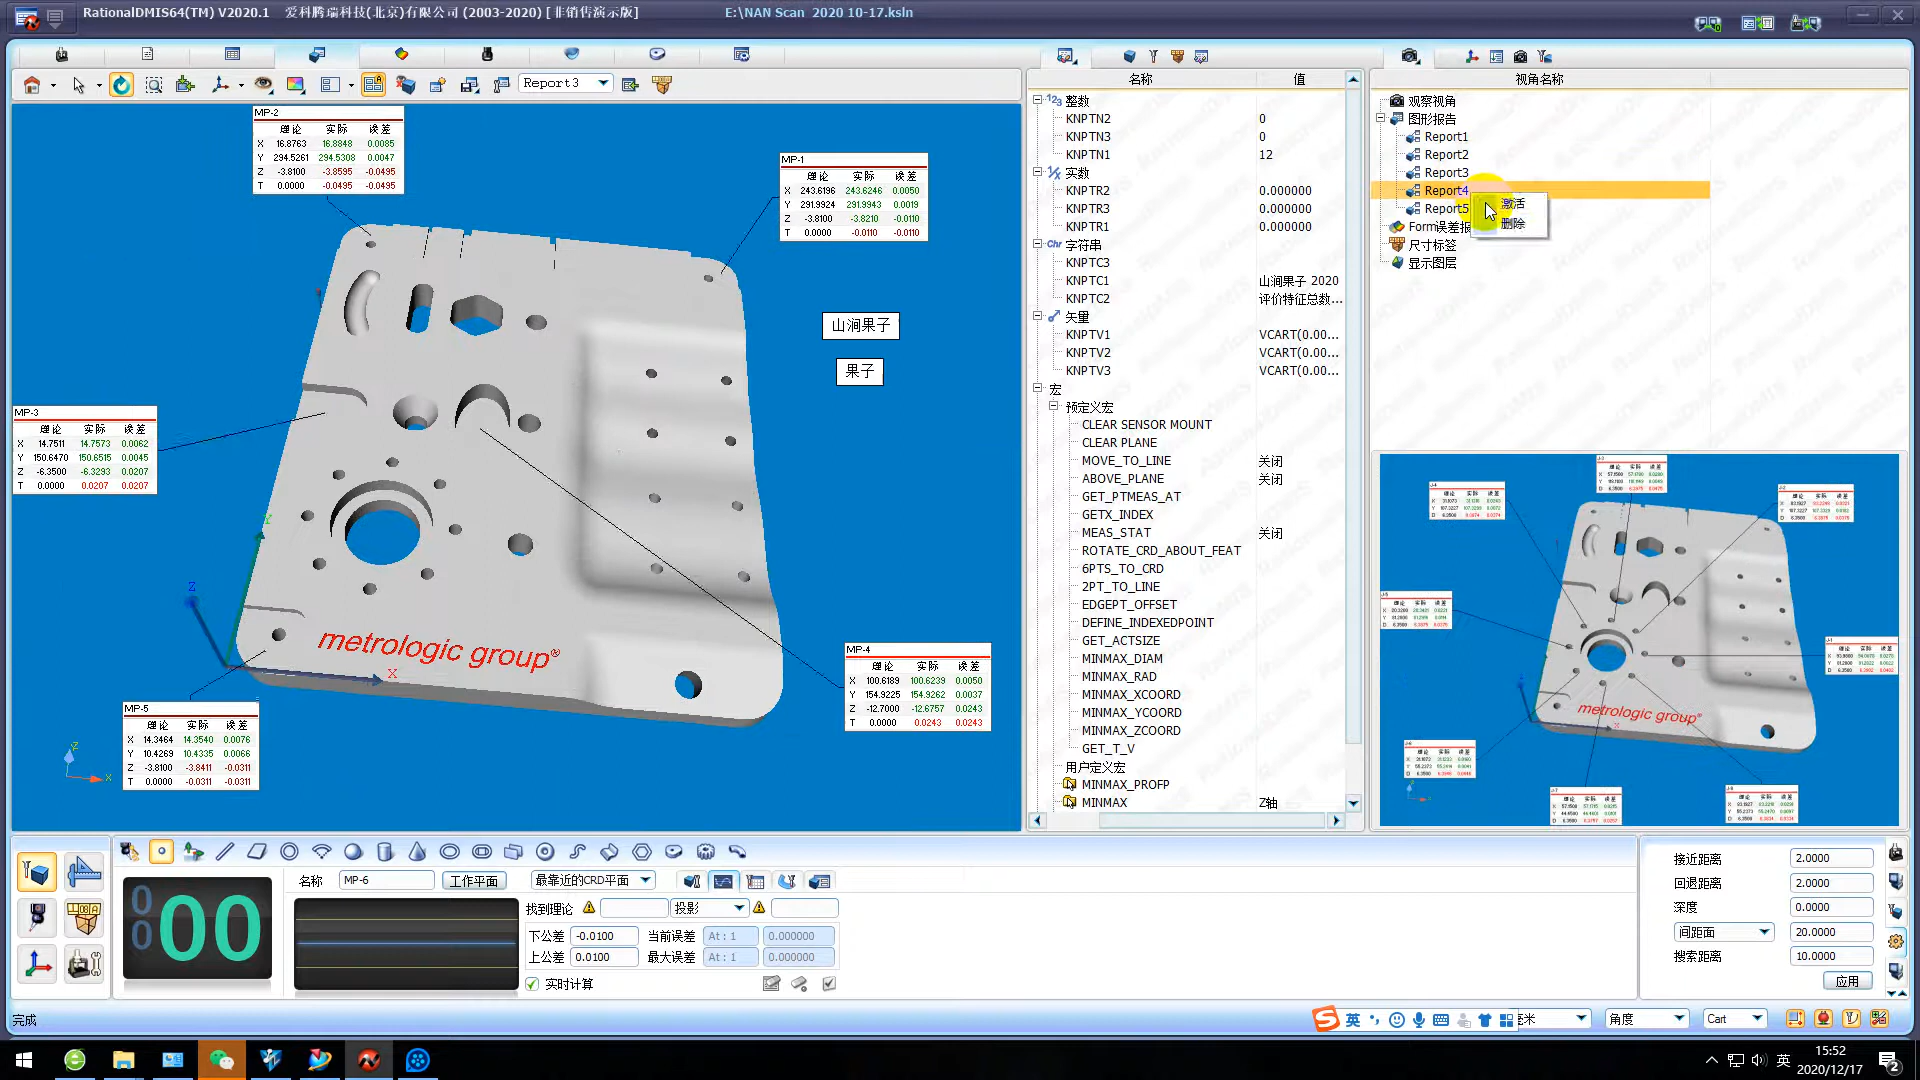 RationalDMIS64(TM) V2020.1 爱科腾瑞科技(北京)有限公司 (2003-2020) [非销售演示版] E:\NAN Scan 2020 10-17.ksln
Report3
MP-2
理论 实际 误差
X 16.8763 16.8848 0.0085
Y 294.5261 294.5308 0.0047
Z -3.8100 -3.8595 -0.0495
T 0.0000 -0.0495 -0.0495
MP-1
理论 实际 误差
X 243.6196 243.6246 0.0050
Y 291.9924 291.9943 0.0019
Z -3.8100 -3.8210 -0.0110
T 0.0000 -0.0110 -0.0110
山涧果子
果子
MP-3
理论 实际 误差
X 14.7511 14.7573 0.0062
Y 150.6470 150.6515 0.0045
Z -6.3500 -6.3293 0.0207
T 0.0000 0.0207 0.0207
MP-4
理论 实际 误差
X 100.6189 100.6239 0.0050
Y 154.9225 154.9262 0.0037
Z -12.7000 -12.6757 0.0243
T 0.0000 0.0243 0.0243
MP-5
理论 实际 误差
X 14.3464 14.3540 0.0076
Y 10.4269 10.4335 0.0066
Z -3.8100 -3.8411 -0.0311
T 0.0000 -0.0311 -0.0311
metrologic group®
Z
Y
X
名称 值
整数
KNPTN2 0
KNPTN3 0
KNPTN1 12
实数
KNPTR2 0.000000
KNPTR3 0.000000
KNPTR1 0.000000
字符串
KNPTC3
KNPTC1 山涧果子 2020
KNPTC2 评价特征总数...
矢量
KNPTV1 VCART(0.00...
KNPTV2 VCART(0.00...
KNPTV3 VCART(0.00...
宏
预定义宏
CLEAR SENSOR MOUNT
CLEAR PLANE
MOVE_TO_LINE 关闭
ABOVE_PLANE 关闭
GET_PTMEAS_AT
GETX_INDEX
MEAS_STAT 关闭
ROTATE_CRD_ABOUT_FEAT
6PTS_TO_CRD
2PT_TO_LINE
EDGEPT_OFFSET
DEFINE_INDEXEDPOINT
GET_ACTSIZE
MINMAX_DIAM
MINMAX_RAD
MINMAX_XCOORD
MINMAX_YCOORD
MINMAX_ZCOORD
GET_T_V
用户定义宏
MINMAX_PROFP
MINMAX Z轴
视角名称
观察视角
图形报告
Report1
Report2
Report3
Report4
Report5
激活
删除
Form误差报
尺寸标签
显示图层
metrologic group®
00
00
名称 MP-6 工作平面 最靠近的CRD平面
找到理论 投影
下公差 -0.0100 当前误差 At: 1 0.000000
上公差 0.0100 最大误差 At: 1 0.000000
实时计算
接近距离 2.0000
回退距离 2.0000
深度 0.0000
间距面 20.0000
搜索距离 10.0000
应用
完成
英
毫米 角度 Cart
英
15:52
2020/12/17
2